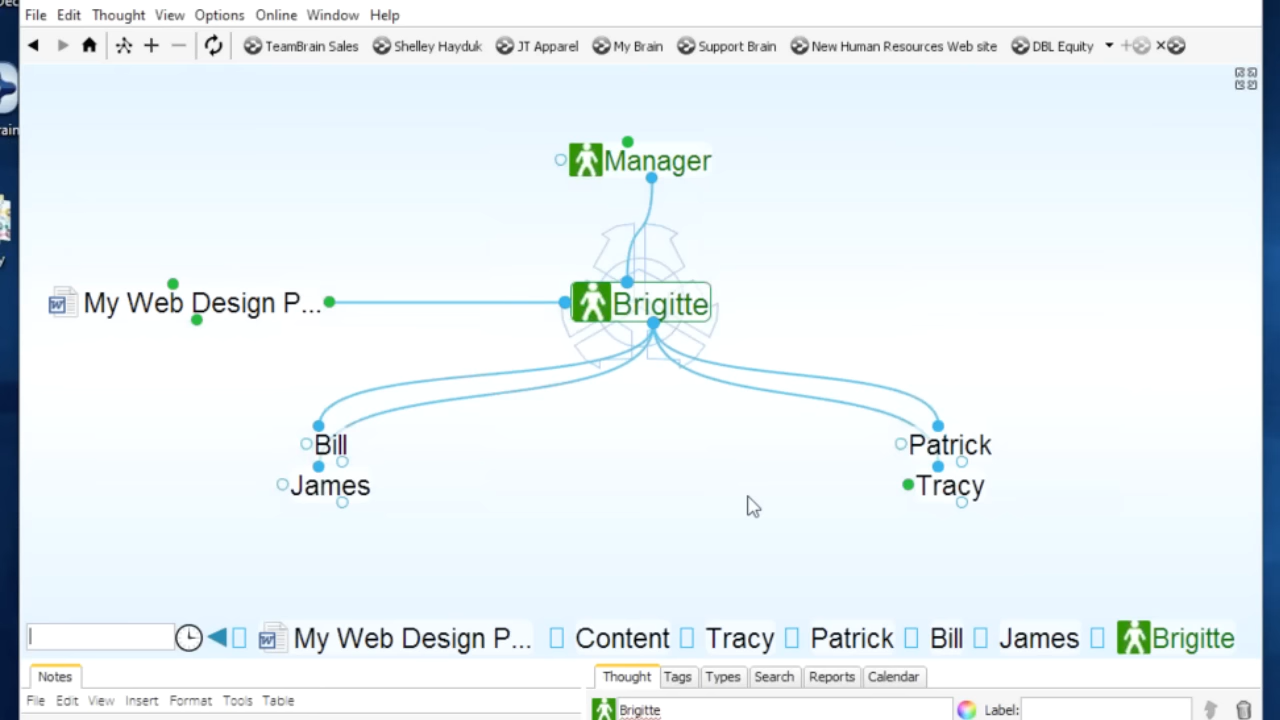 File Edit Thought View Options Online Window Help
TeamBrain Sales Shelley Hayduk JT Apparel My Brain Support Brain New Human Resources Web site DBL Equity
Manager
My Web Design P... Brigitte
Bill Patrick
James Tracy
My Web Design P... Content Tracy Patrick Bill James Brigitte
Notes Thought Tags Types Search Reports Calendar
File Edit View Insert Format Tools Table
Brigitte Label: